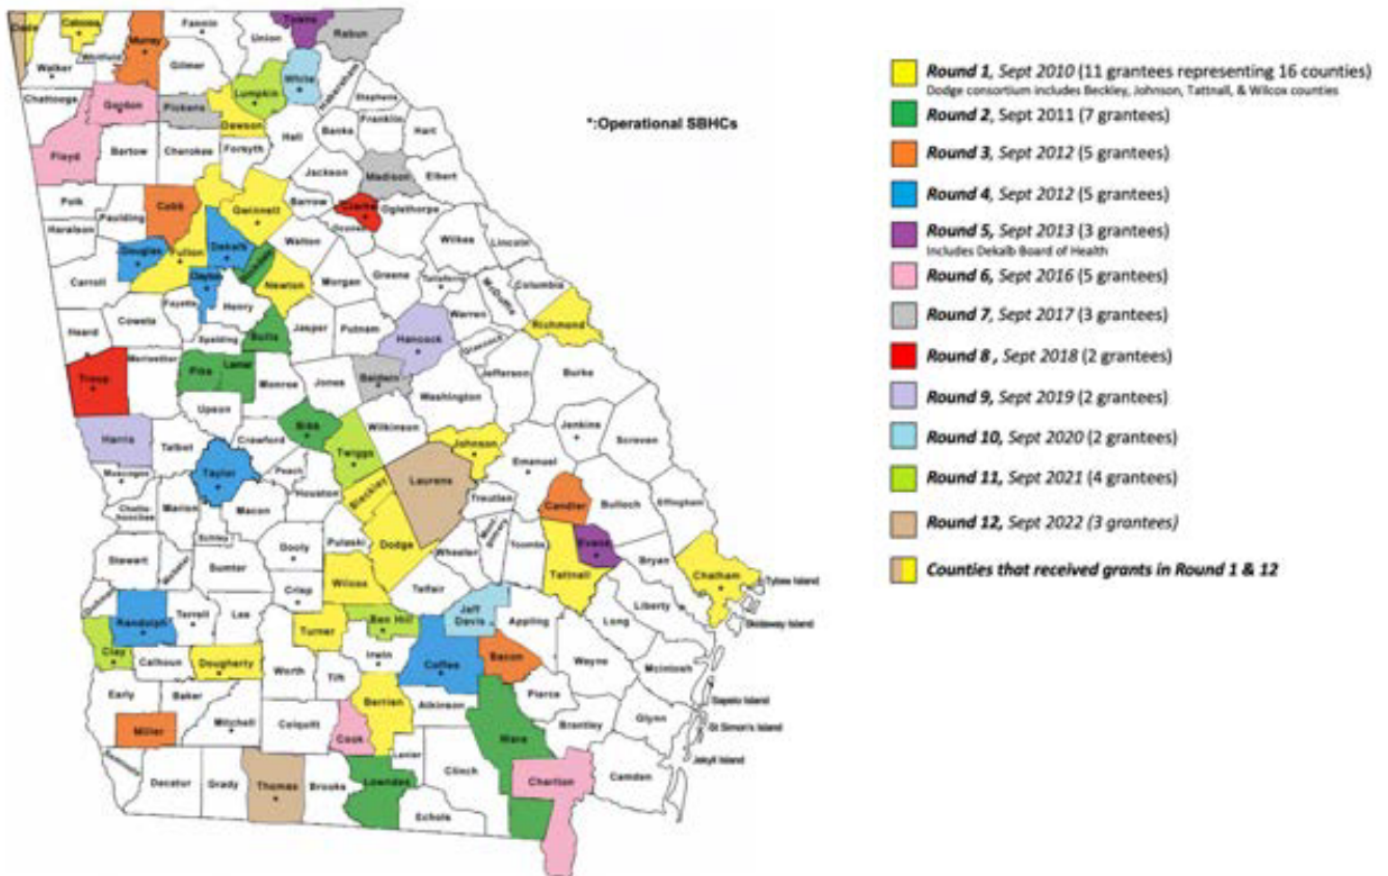 Dade
Catoosa
Murray
Fannin
Union
Towns
Rabun
Whitfield
Walker
Gilmer
Lumpkin
White
Habersham
Chattooga
Gordon
Pickens
Dawson
Stephens
Franklin
Banks
Hall
Hart
Floyd
Bartow
Cherokee
Forsyth
Jackson
Madison
Elbert
Polk
Paulding
Cobb
Gwinnett
Barrow
Clarke
Oglethorpe
Oconee
Haralson
Douglas
Fulton
Dekalb
Walton
Wilkes
Lincoln
Carroll
Clayton
Rockdale
Newton
Morgan
Greene
Taliaferro
McDuffie
Columbia
Fayette
Henry
Heard
Coweta
Spalding
Butts
Jasper
Putnam
Hancock
Warren
Richmond
Glascock
Troup
Meriwether
Pike
Lamar
Monroe
Jones
Baldwin
Jefferson
Burke
Washington
Upson
Harris
Talbot
Crawford
Bibb
Twiggs
Wilkinson
Johnson
Jenkins
Screven
Emanuel
Muscogee
Taylor
Peach
Houston
Bleckley
Laurens
Treutlen
Candler
Bulloch
Effingham
Chatta-
hoochee
Marion
Macon
Schley
Dooly
Pulaski
Dodge
Wheeler
Toombs
Tattnall
Evans
Bryan
Chatham
Tybee Island
Stewart
Webster
Sumter
Crisp
Wilcox
Telfair
Jeff
Davis
Appling
Long
Liberty
Skidaway Island
Randolph
Terrell
Lee
Turner
Ben Hill
Clay
Calhoun
Dougherty
Worth
Tift
Irwin
Coffee
Bacon
Wayne
McIntosh
Early
Baker
Mitchell
Colquitt
Berrien
Atkinson
Pierce
Brantley
Glynn
Sapelo Island
St Simon's Island
Jekyll Island
Miller
Cook
Lanier
Ware
Decatur
Grady
Thomas
Brooks
Lowndes
Echols
Clinch
Charlton
Camden
*:Operational SBHCs
Round 1, Sept 2010 (11 grantees representing 16 counties)
Dodge consortium includes Beckley, Johnson, Tattnall, & Wilcox counties
Round 2, Sept 2011 (7 grantees)
Round 3, Sept 2012 (5 grantees)
Round 4, Sept 2012 (5 grantees)
Round 5, Sept 2013 (3 grantees)
Includes Dekalb Board of Health
Round 6, Sept 2016 (5 grantees)
Round 7, Sept 2017 (3 grantees)
Round 8 , Sept 2018 (2 grantees)
Round 9, Sept 2019 (2 grantees)
Round 10, Sept 2020 (2 grantees)
Round 11, Sept 2021 (4 grantees)
Round 12, Sept 2022 (3 grantees)
Counties that received grants in Round 1 & 12